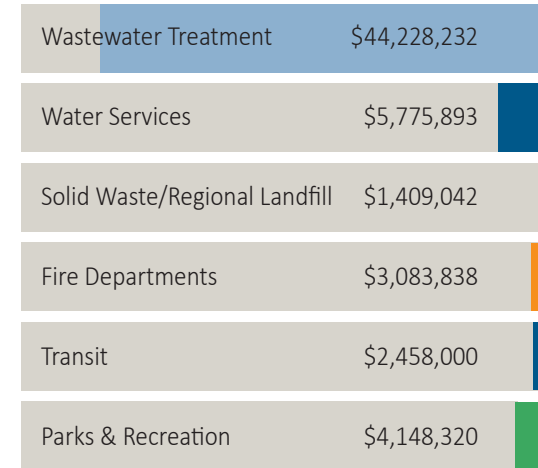 Wastewater Treatment $44,228,232
Water Services $5,775,893
Solid Waste/Regional Landfill $1,409,042
Fire Departments $3,083,838
Transit $2,458,000
Parks & Recreation $4,148,320